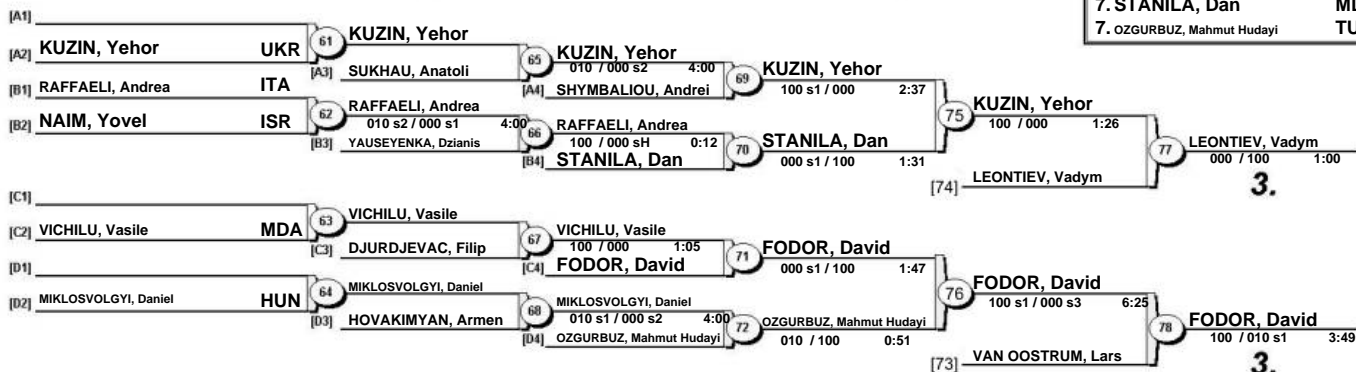 7. STANILA, Dan
7. OZGURBUZ, Mahmut Hudayi TU
[A1]
[A2] KUZIN, Yehor UKR
61
KUZIN, Yehor
[A3] SUKHAU, Anatoli
65
KUZIN, Yehor
010 / 000 s2 4:00
[A4] SHYMBALIOU, Andrei
69
KUZIN, Yehor
100 s1 / 000 2:37
[B1] RAFFAELI, Andrea ITA
[B2] NAIM, Yovel ISR
62
RAFFAELI, Andrea
010 s2 / 000 s1 4:00
[B3] YAUSEYENKA, Dzianis
66
RAFFAELI, Andrea
100 / 000 sH 0:12
[B4] STANILA, Dan
70
STANILA, Dan
000 s1 / 100 1:31
75
KUZIN, Yehor
100 / 000 1:26
[74] LEONTIEV, Vadym
77
LEONTIEV, Vadym
000 / 100 1:00
3.
[C1]
[C2] VICHILU, Vasile MDA
63
VICHILU, Vasile
[C3] DJURDJEVAC, Filip
67
VICHILU, Vasile
100 / 000 1:05
[C4] FODOR, David
71
FODOR, David
000 s1 / 100 1:47
[D1]
[D2] MIKLOSVOLGYI, Daniel HUN
64
MIKLOSVOLGYI, Daniel
[D3] HOVAKIMYAN, Armen
68
MIKLOSVOLGYI, Daniel
010 s1 / 000 s2 4:00
[D4] OZGURBUZ, Mahmut Hudayi
72
OZGURBUZ, Mahmut Hudayi
010 / 100 0:51
76
FODOR, David
100 s1 / 000 s3 6:25
[73] VAN OOSTRUM, Lars
78
FODOR, David
100 / 010 s1 3:49
3.